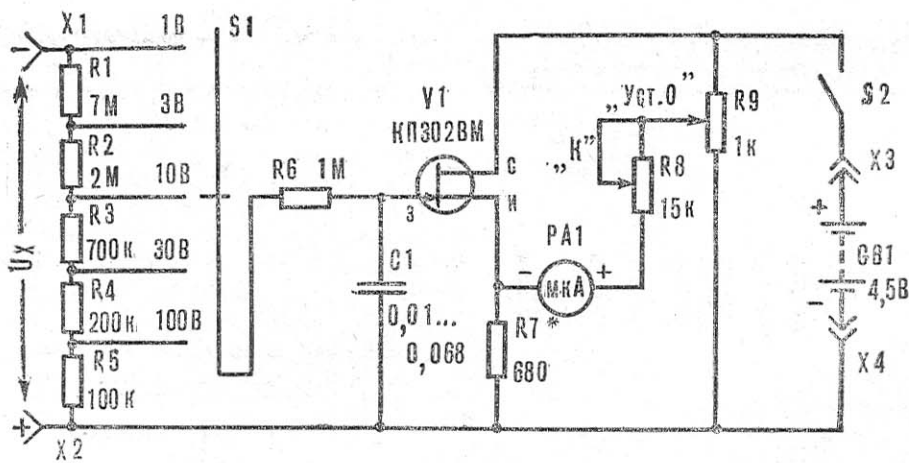 X1
1В
S1
R1
7М
3В
R2
2М
10В
R3
700к
30В
R4
200к
100В
R5
100к
X2
Uх
R6 1М
V1
КП302ВМ
С
З
И
C1
0,01...
0,068
PA1
мкА
R7*
680
„Уст.0”
„К”
R8
15к
R9
1к
S2
X3
GB1
4,5В
X4